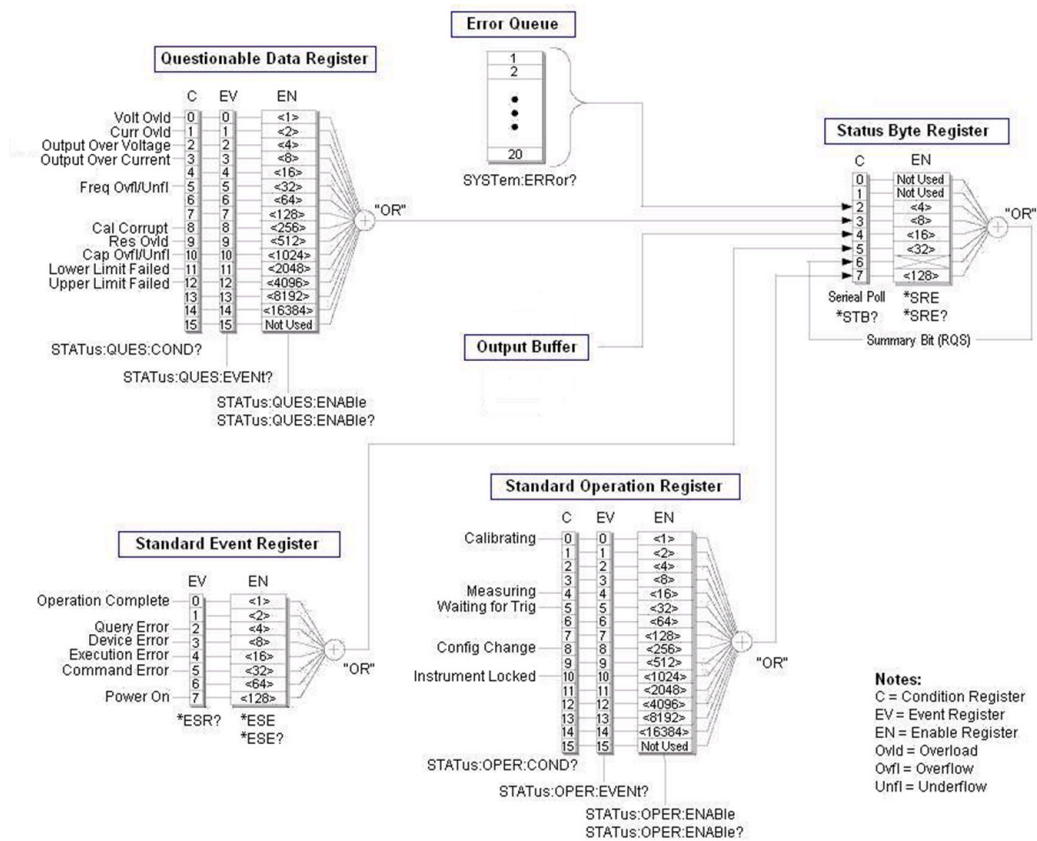 Error Queue
1
2
20
SYSTem:ERRor?
Questionable Data Register
C EV EN
Volt Ovld 0 0 <1>
Curr Ovld 1 1 <2>
Output Over Voltage 2 2 <4>
Output Over Current 3 3 <8>
4 4 <16>
Freq Ovfl/Unfl 5 5 <32>
6 6 <64>
7 7 <128>
Cal Corrupt 8 8 <256>
Res Ovld 9 9 <512>
Cap Ovfl/Unfl 10 10 <1024>
Lower Limit Failed 11 11 <2048>
Upper Limit Failed 12 12 <4096>
13 13 <8192>
14 14 <16384>
15 15 Not Used
"OR"
STATus:QUES:COND?
STATus:QUES:EVENt?
STATus:QUES:ENABle
STATus:QUES:ENABle?
Status Byte Register
C EN
0 Not Used
1 Not Used
2 <4>
3 <8>
4 <16>
5 <32>
6
7 <128>
"OR"
Serieal Poll
*STB?
*SRE
*SRE?
Summary Bit (RQS)
Output Buffer
Standard Event Register
EV EN
Operation Complete 0 <1>
1 <2>
Query Error 2 <4>
Device Error 3 <8>
Execution Error 4 <16>
Command Error 5 <32>
6 <64>
Power On 7 <128>
"OR"
*ESR?
*ESE
*ESE?
Standard Operation Register
C EV EN
Calibrating 0 0 <1>
1 1 <2>
2 2 <4>
3 3 <8>
Measuring 4 4 <16>
Waiting for Trig 5 5 <32>
6 6 <64>
7 7 <128>
Config Change 8 8 <256>
9 9 <512>
Instrument Locked 10 10 <1024>
11 11 <2048>
12 12 <4096>
13 13 <8192>
14 14 <16384>
15 15 Not Used
"OR"
STATus:OPER:COND?
STATus:OPER:EVENt?
STATus:OPER:ENABle
STATus:OPER:ENABle?
Notes:
C = Condition Register
EV = Event Register
EN = Enable Register
Ovld = Overload
Ovfl = Overflow
Unfl = Underflow